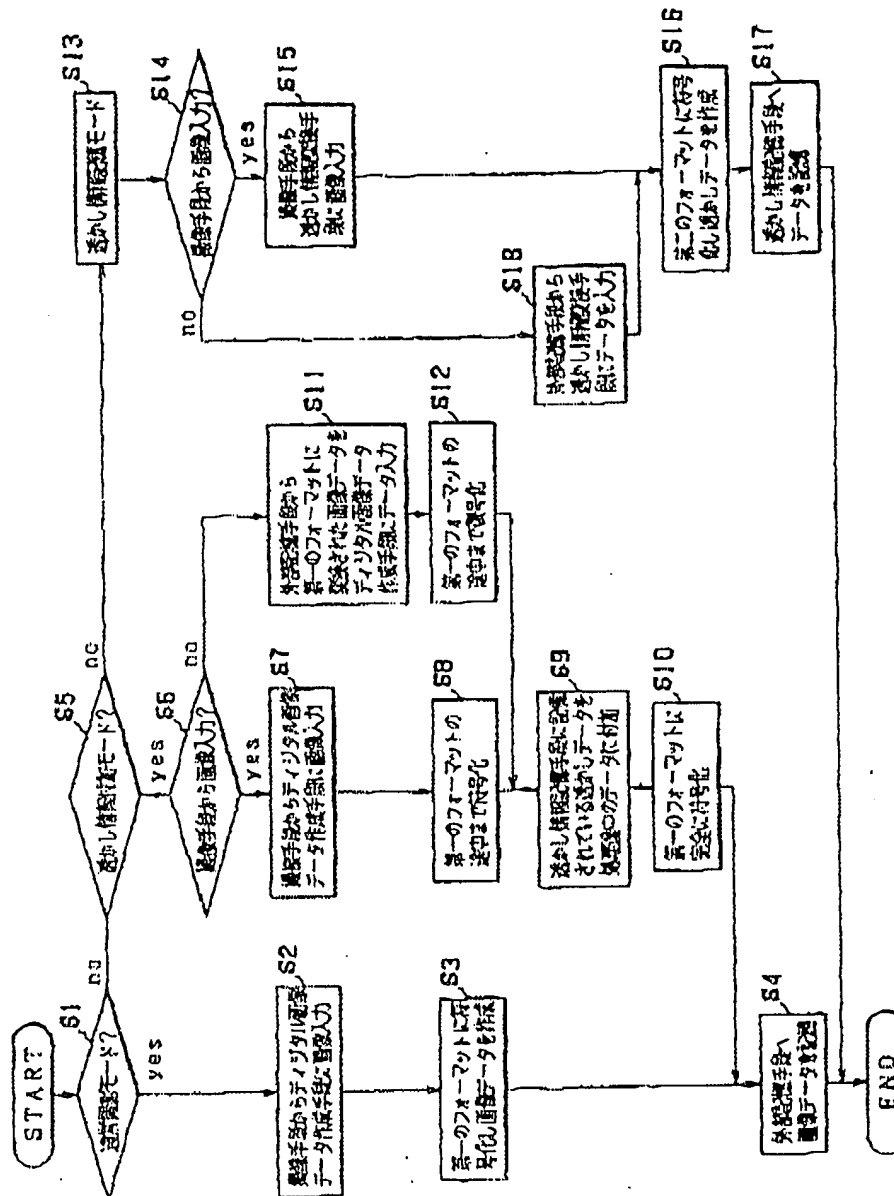 START
S1
モード?
yes
no
S2
撮像手段からディジタル画像
データ作成手段に画像入力
S3
第一のフォーマットに符
号化し画像データを作成
S4
外部記憶手段へ
画像データを記憶
END
S5
透かし情報付加モード?
yes
no
S6
撮像手段から画像入力?
yes
no
S7
撮像手段からディジタル画像
データ作成手段に画像入力
S8
第一のフォーマットの
途中まで符号化
S9
透かし情報記憶手段に記憶
されている透かしデータを
処理中のデータに付加
S10
第一のフォーマットに
完全に符号化
S11
外部記憶手段から
第一のフォーマットに
変換された画像データを
ディジタル画像データ
作成手段にデータ入力
S12
第一のフォーマットの
途中まで復号化
S13
透かし情報記憶モード
S14
撮像手段から画像入力?
yes
no
S15
撮像手段から
透かし情報変換手
段に画像入力
S18
外部記憶手段から
透かし情報変換手
段にデータを入力
S16
第二のフォーマットに符号
化し透かしデータを作成
S17
透かし情報記憶手段へ
データを記憶